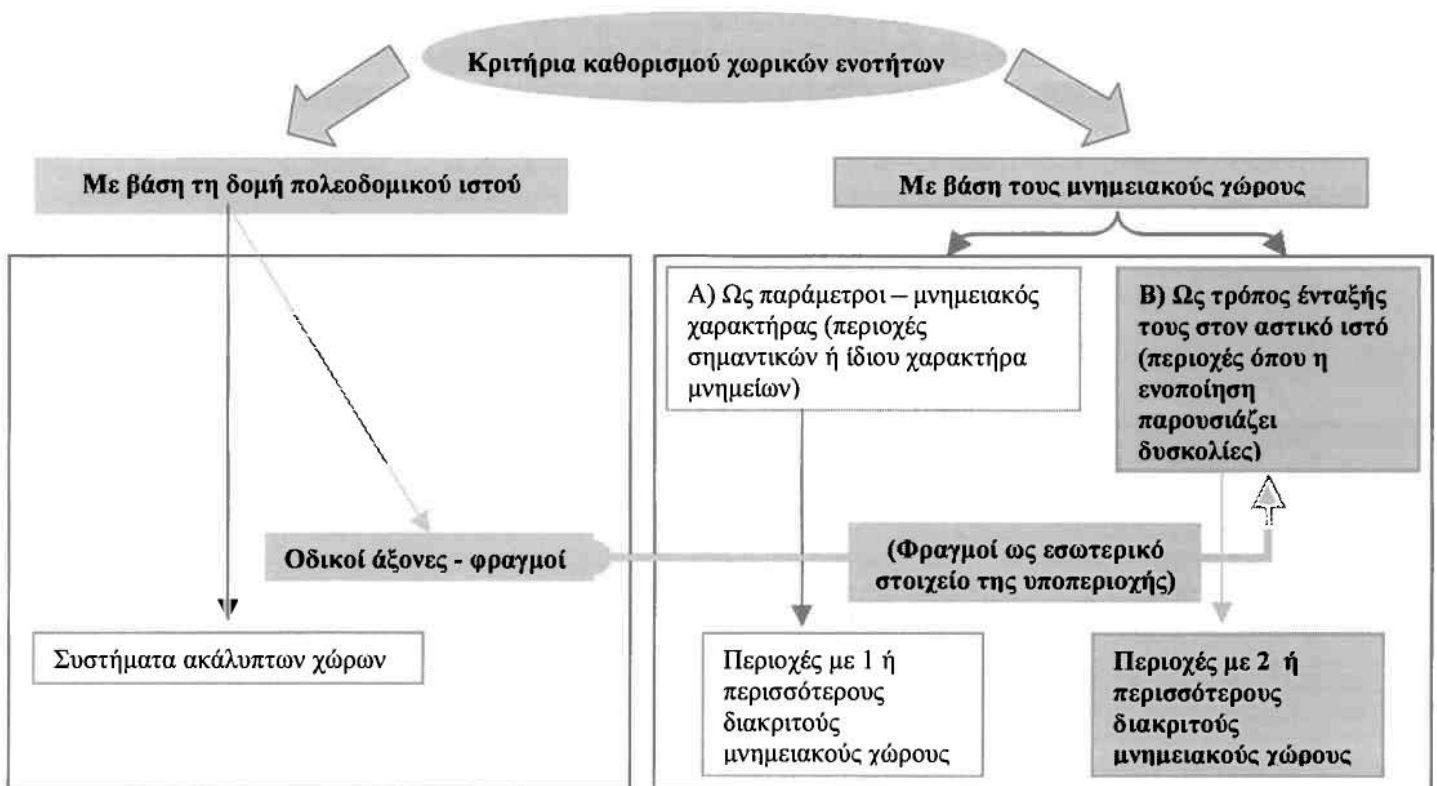 Κριτήρια καθορισμού χωρικών ενοτήτων
Με βάση τη δομή πολεοδομικού ιστού
Με βάση τους μνημειακούς χώρους
Α) Ως παράμετροι – μνημειακός
χαρακτήρας (περιοχές
σημαντικών ή ίδιου χαρακτήρα
μνημείων)
Β) Ως τρόπος ένταξής
τους στον αστικό ιστό
(περιοχές όπου η
ενοποίηση
παρουσιάζει
δυσκολίες)
Οδικοί άξονες - φραγμοί
(Φραγμοί ως εσωτερικό
στοιχείο της υποπεριοχής)
Συστήματα ακάλυπτων χώρων
Περιοχές με 1 ή
περισσότερους
διακριτούς
μνημειακούς χώρους
Περιοχές με 2 ή
περισσότερους
διακριτούς
μνημειακούς χώρους